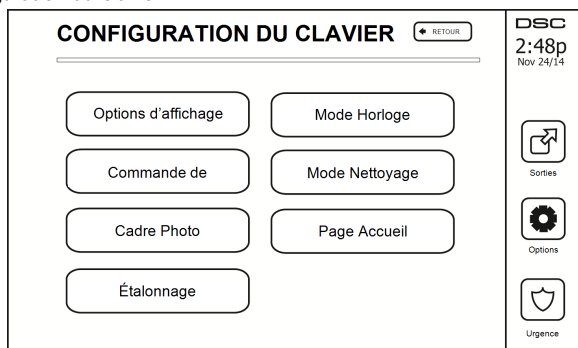 CONFIGURATION DU CLAVIER
RETOUR
Options d'affichage
Mode Horloge
Commande de
Mode Nettoyage
Cadre Photo
Page Accueil
Étalonnage
DSC
2:48p
Nov 24/14
Sorties
Options
Urgence